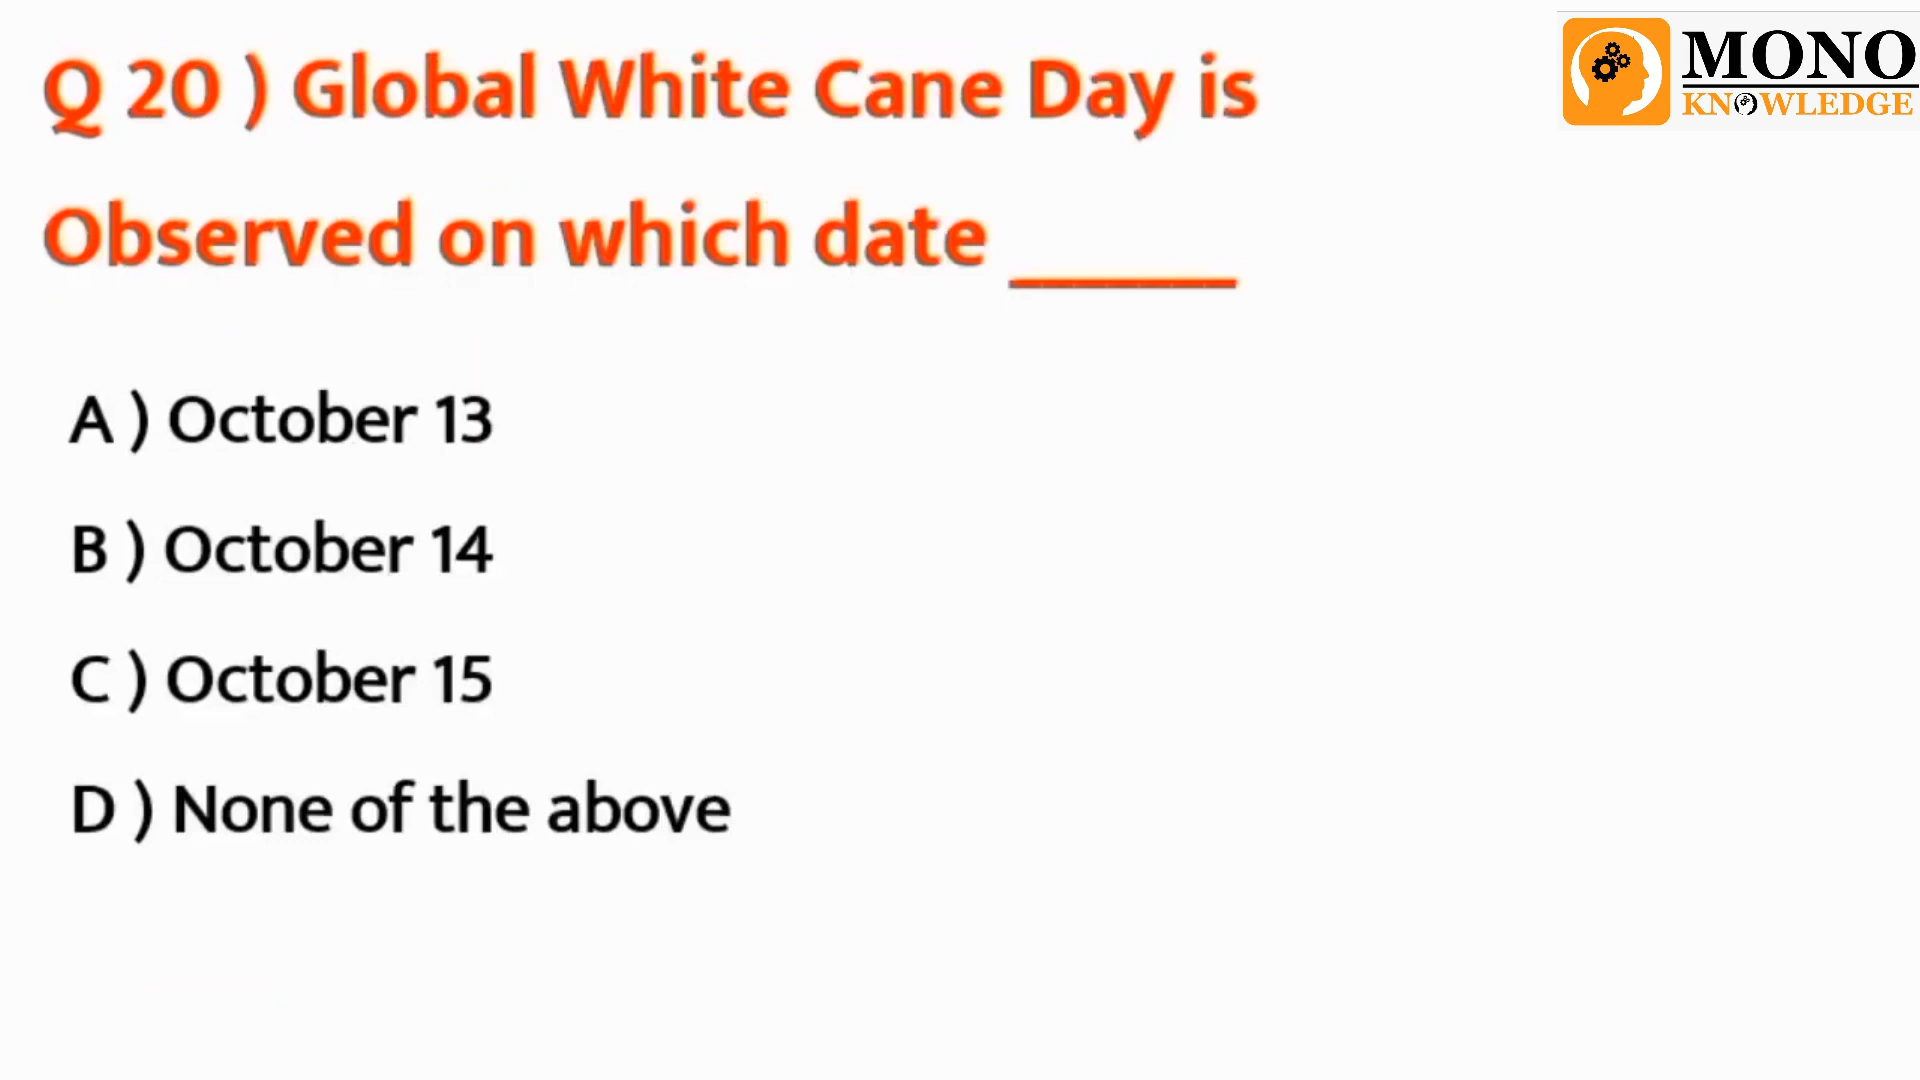 Q 20 ) Global White Cane Day is
Observed on which date ______
A ) October 13
B ) October 14
C ) October 15
D ) None of the above
MONO
KNOWLEDGE